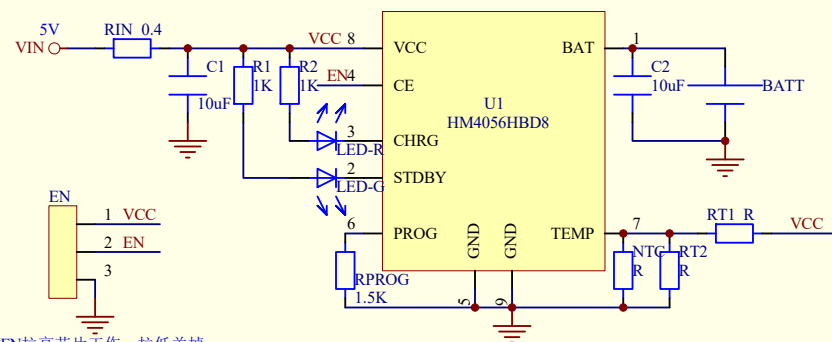 5V
VIN
RIN 0.4
VCC 8
C1
10uF
R1
1K
R2
1K
EN 4
3
LED-R
2
LED-G
VCC
CE
CHRG
STDBY
PROG
U1
HM4056HBD8
BAT
TEMP
GND
GND
1
C2
10uF
BATT
EN
1 VCC
2 EN
3
6
RPROG
1.5K
5
9
7
NTC
R
RT2
R
RT1 R
VCC